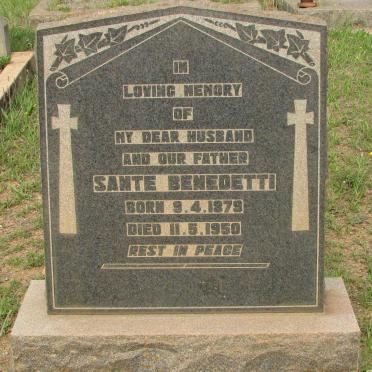 IN
LOVING MEMORY
OF
MY DEAR HUSBAND
AND OUR FATHER
SANTE BENEDETTI
BORN 9.4.1879
DIED 11.5.1950
REST IN PEACE